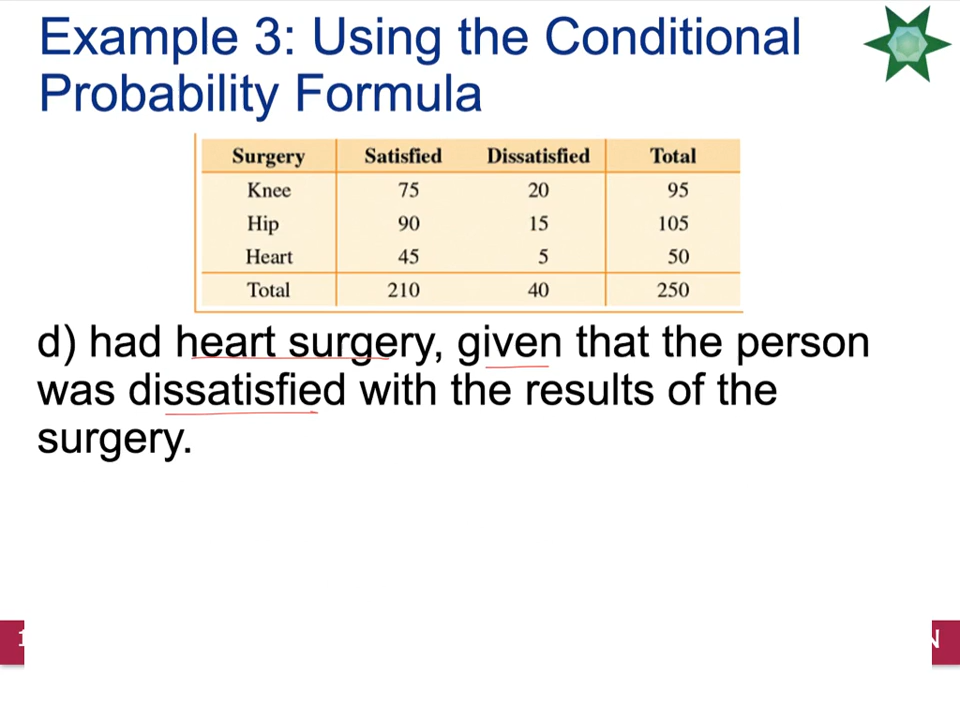 Example 3: Using the Conditional
Probability Formula
Surgery Satisfied Dissatisfied Total
Knee 75 20 95
Hip 90 15 105
Heart 45 5 50
Total 210 40 250
d) had heart surgery, given that the person
was dissatisfied with the results of the
surgery.